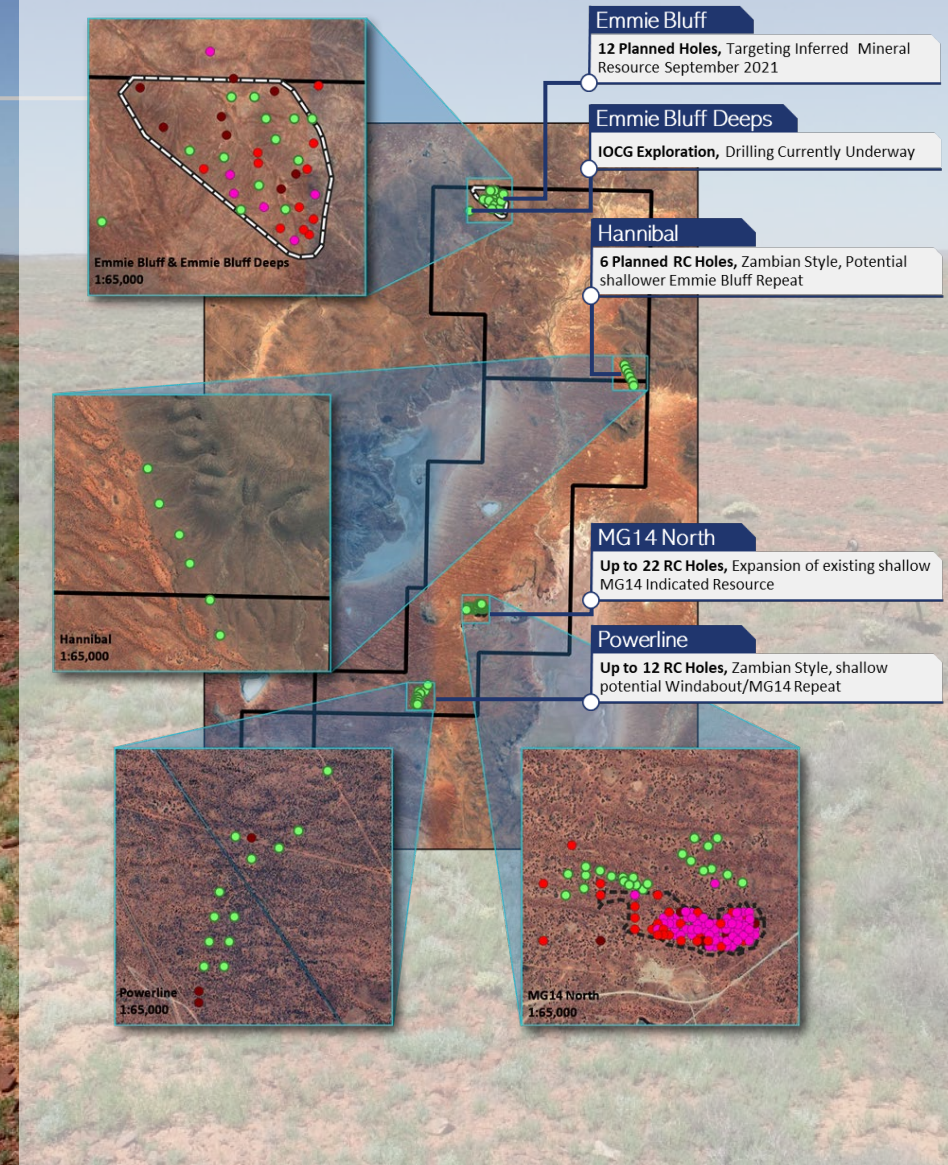 Emmie Bluff
12 Planned Holes, Targeting Inferred Mineral
Resource September 2021
Emmie Bluff Deeps
IOCG Exploration, Drilling Currently Underway
Hannibal
6 Planned RC Holes, Zambian Style, Potential
shallower Emmie Bluff Repeat
MG14 North
Up to 22 RC Holes, Expansion of existing shallow
MG14 Indicated Resource
Powerline
Up to 12 RC Holes, Zambian Style, shallow
potential Windabout/MG14 Repeat
Emmie Bluff & Emmie Bluff Deeps
1:65,000
Hannibal
1:65,000
Powerline
1:65,000
MG14 North
1:65,000